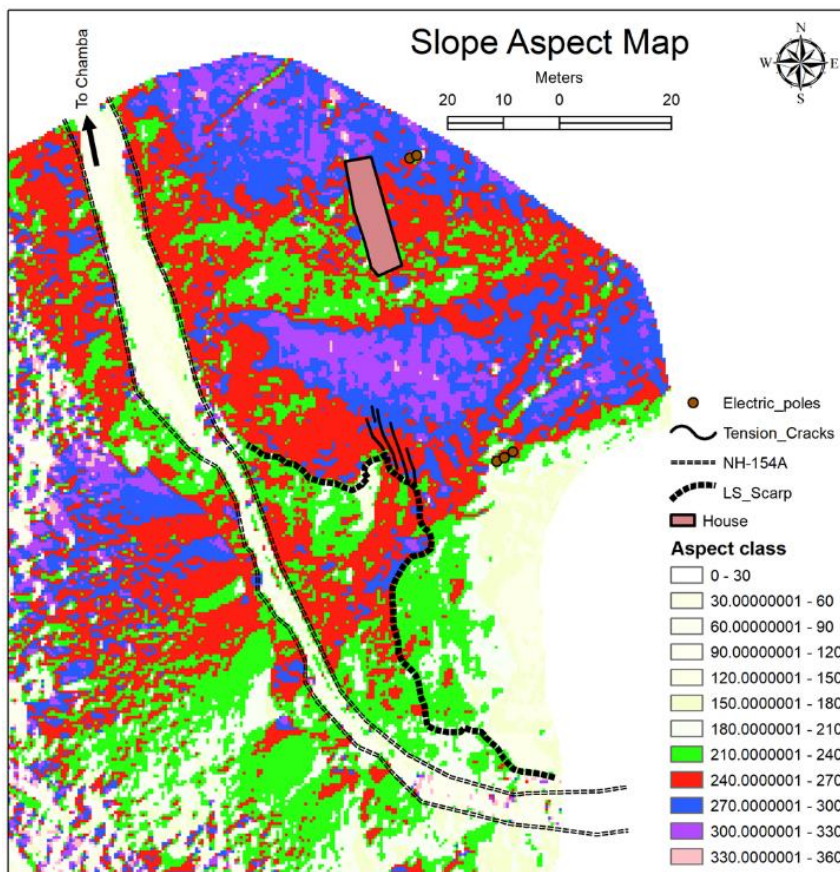 Slope Aspect Map
N
W E
S
To Chamba
Meters
20 10 0 20
Electric_poles
Tension_Cracks
NH-154A
LS_Scarp
House
Aspect class
0 - 30
30.00000001 - 60
60.00000001 - 90
90.00000001 - 120
120.0000001 - 150
150.0000001 - 180
180.0000001 - 210
210.0000001 - 240
240.0000001 - 270
270.0000001 - 300
300.0000001 - 330
330.0000001 - 360